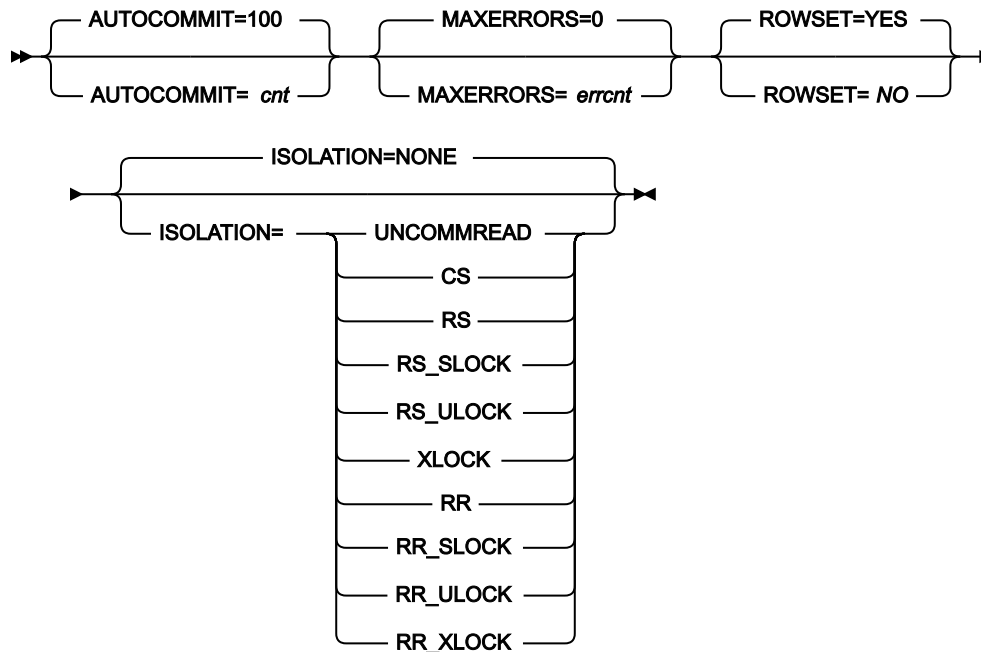 AUTOCOMMIT=100 MAXERRORS=0 ROWSET=YES
AUTOCOMMIT= cnt MAXERRORS= errcnt ROWSET= NO
ISOLATION=NONE
ISOLATION= UNCOMMREAD
CS
RS
RS_SLOCK
RS_ULOCK
XLOCK
RR
RR_SLOCK
RR_ULOCK
RR_XLOCK